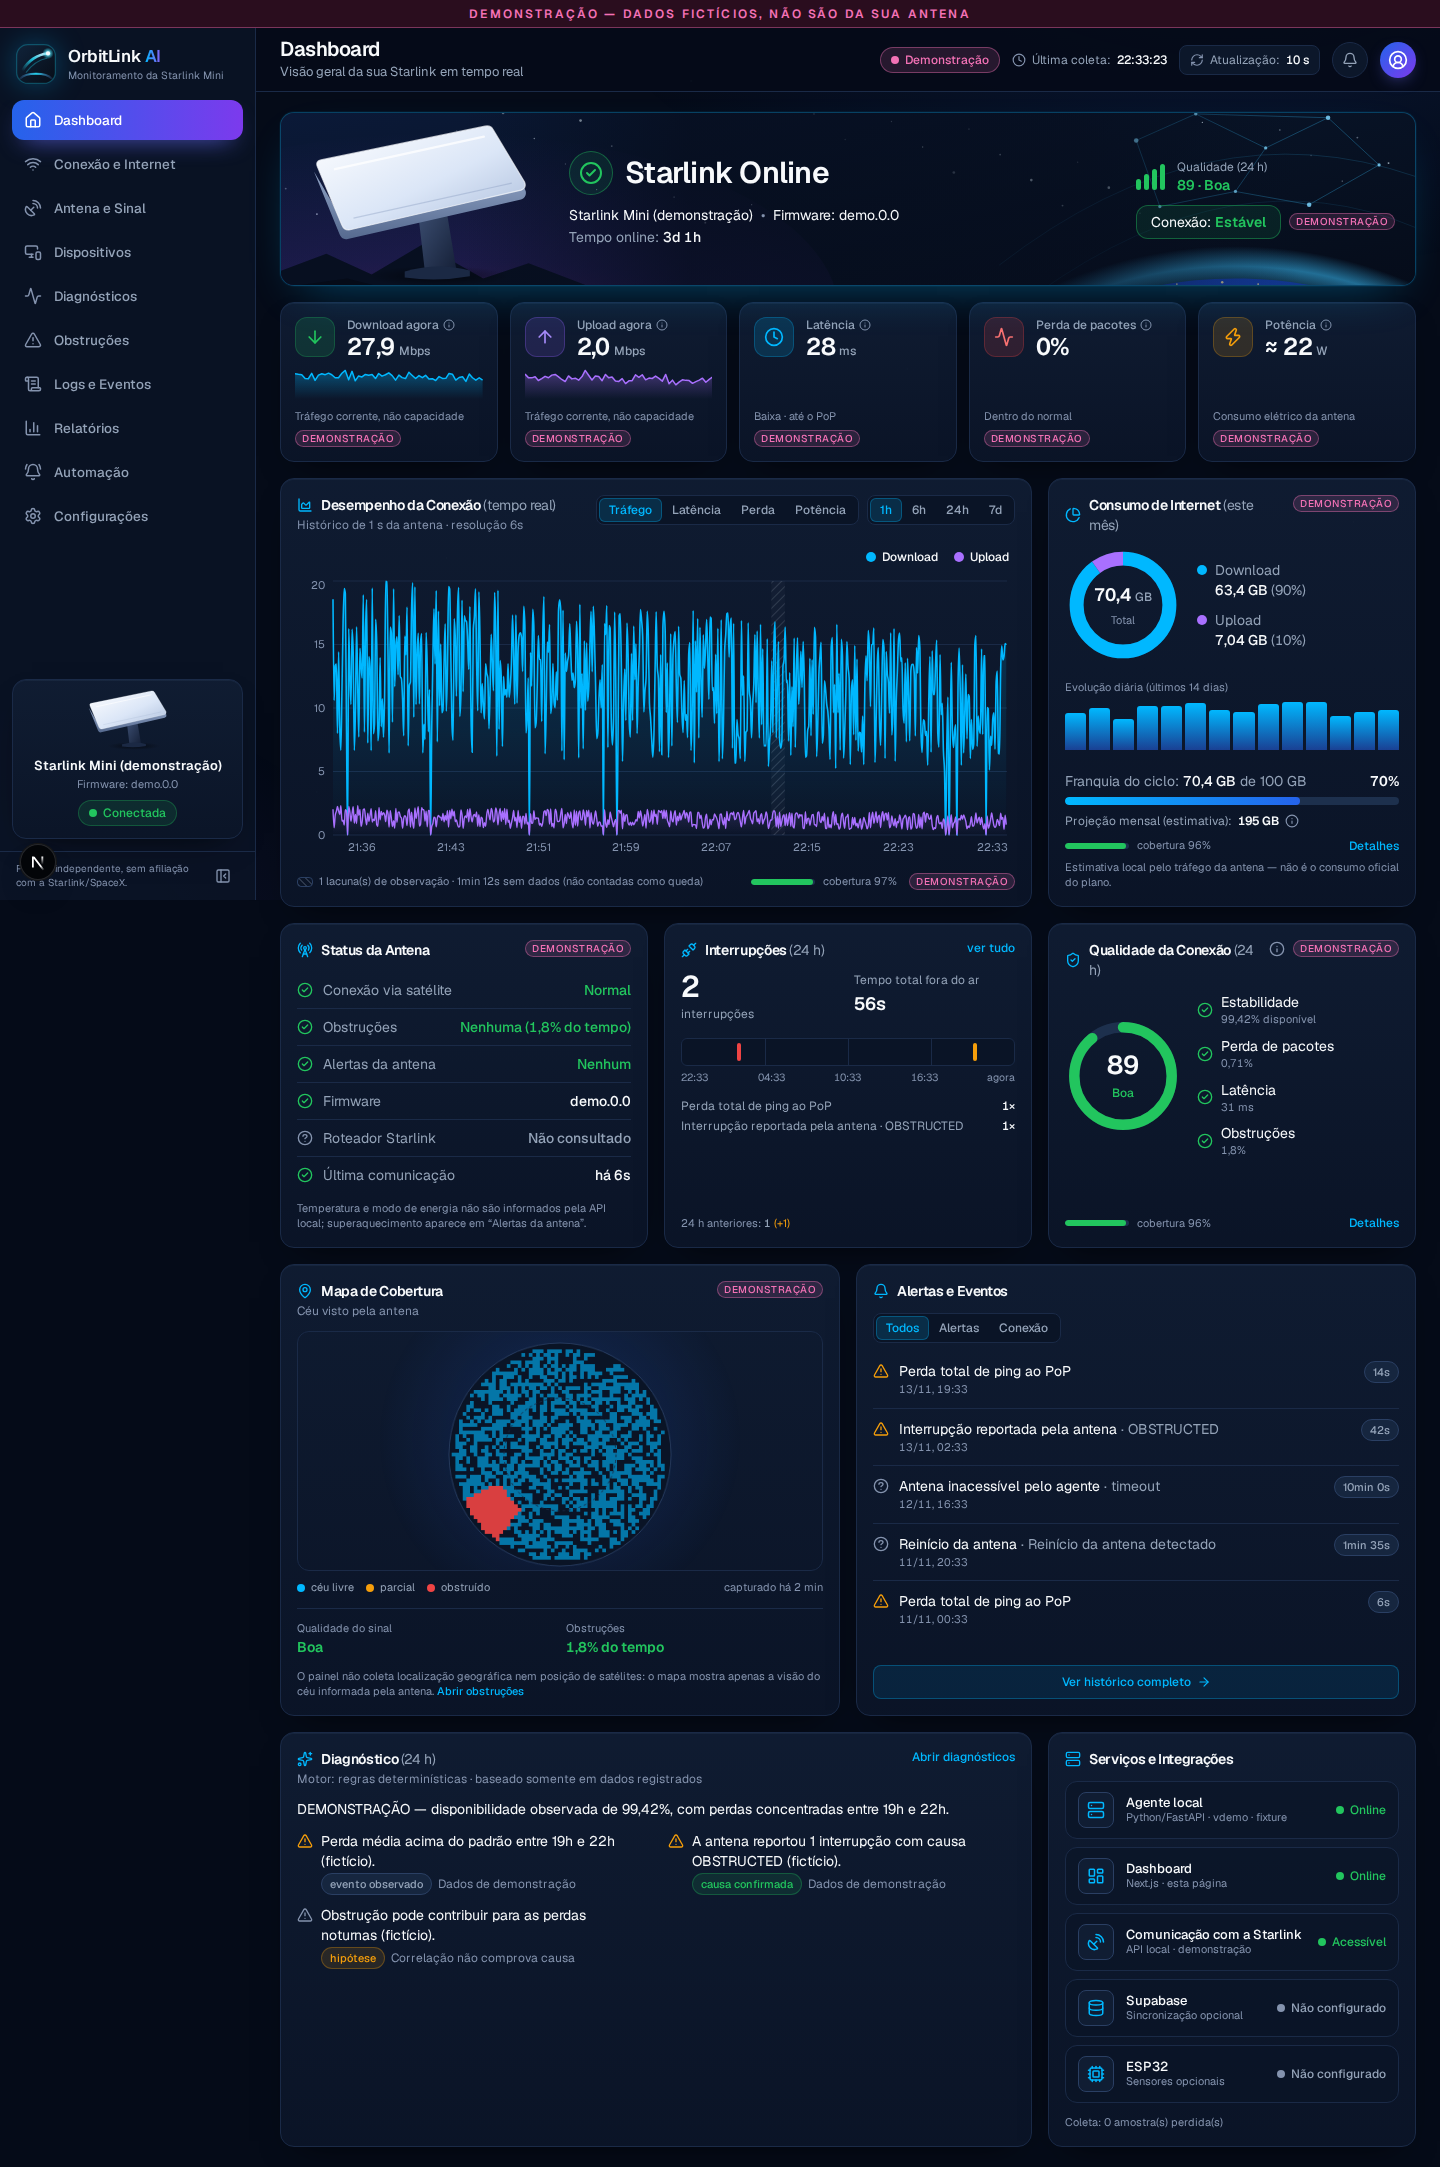 DEMONSTRAÇÃO — DADOS FICTÍCIOS, NÃO SÃO DA SUA ANTENA
OrbitLink AI
Monitoramento da Starlink Mini
Dashboard
Conexão e Internet
Antena e Sinal
Dispositivos
Diagnósticos
Obstruções
Logs e Eventos
Relatórios
Automação
Configurações
Starlink Mini (demonstração)
Firmware: demo.0.0
Conectada
independente, sem afiliação
com a Starlink/SpaceX.
N
Dashboard
Visão geral da sua Starlink em tempo real
Demonstração
Última coleta: 22:33:23
Atualização: 10 s
Starlink Online
Starlink Mini (demonstração) • Firmware: demo.0.0
Tempo online: 3d 1h
Qualidade (24 h)
89 · Boa
Conexão: Estável
DEMONSTRAÇÃO
Download agora
27,9 Mbps
Tráfego corrente, não capacidade
DEMONSTRAÇÃO
Upload agora
2,0 Mbps
Tráfego corrente, não capacidade
DEMONSTRAÇÃO
Latência
28 ms
Baixa · até o PoP
DEMONSTRAÇÃO
Perda de pacotes
0%
Dentro do normal
DEMONSTRAÇÃO
Potência
≈ 22 W
Consumo elétrico da antena
DEMONSTRAÇÃO
Desempenho da Conexão (tempo real)
Histórico de 1 s da antena · resolução 6s
Tráfego Latência Perda Potência
1h 6h 24h 7d
Download Upload
20
15
10
5
0
21:36 21:43 21:51 21:59 22:07 22:15 22:23 22:33
1 lacuna(s) de observação · 1min 12s sem dados (não contadas como queda)
cobertura 97%
DEMONSTRAÇÃO
Consumo de Internet (este
mês)
DEMONSTRAÇÃO
70,4 GB
Total
Download
63,4 GB (90%)
Upload
7,04 GB (10%)
Evolução diária (últimos 14 dias)
Franquia do ciclo: 70,4 GB de 100 GB 70%
Projeção mensal (estimativa): 195 GB
cobertura 96% Detalhes
Estimativa local pelo tráfego da antena — não é o consumo oficial
do plano.
Status da Antena
DEMONSTRAÇÃO
Conexão via satélite Normal
Obstruções Nenhuma (1,8% do tempo)
Alertas da antena Nenhum
Firmware demo.0.0
Roteador Starlink Não consultado
Última comunicação há 6s
Temperatura e modo de energia não são informados pela API
local; superaquecimento aparece em “Alertas da antena”.
Interrupções (24 h)
ver tudo
2
interrupções
Tempo total fora do ar
56s
22:33 04:33 10:33 16:33 agora
Perda total de ping ao PoP 1×
Interrupção reportada pela antena · OBSTRUCTED 1×
24 h anteriores: 1 (+1)
Qualidade da Conexão (24
h)
DEMONSTRAÇÃO
89
Boa
Estabilidade
99,42% disponível
Perda de pacotes
0,71%
Latência
31 ms
Obstruções
1,8%
cobertura 96% Detalhes
Mapa de Cobertura
Céu visto pela antena
DEMONSTRAÇÃO
céu livre parcial obstruído
capturado há 2 min
Qualidade do sinal
Boa
Obstruções
1,8% do tempo
O painel não coleta localização geográfica nem posição de satélites: o mapa mostra apenas a visão do
céu informada pela antena. Abrir obstruções
Alertas e Eventos
Todos Alertas Conexão
Perda total de ping ao PoP 14s
13/11, 19:33
Interrupção reportada pela antena · OBSTRUCTED 42s
13/11, 02:33
Antena inacessível pelo agente · timeout 10min 0s
12/11, 16:33
Reinício da antena · Reinício da antena detectado 1min 35s
11/11, 20:33
Perda total de ping ao PoP 6s
11/11, 00:33
Ver histórico completo
Diagnóstico (24 h)
Motor: regras determinísticas · baseado somente em dados registrados
Abrir diagnósticos
DEMONSTRAÇÃO — disponibilidade observada de 99,42%, com perdas concentradas entre 19h e 22h.
Perda média acima do padrão entre 19h e 22h
(fictício).
evento observado Dados de demonstração
A antena reportou 1 interrupção com causa
OBSTRUCTED (fictício).
causa confirmada Dados de demonstração
Obstrução pode contribuir para as perdas
noturnas (fictício).
hipótese Correlação não comprova causa
Serviços e Integrações
Agente local
Python/FastAPI · vdemo · fixture
Online
Dashboard
Next.js · esta página
Online
Comunicação com a Starlink
API local · demonstração
Acessível
Supabase
Sincronização opcional
Não configurado
ESP32
Sensores opcionais
Não configurado
Coleta: 0 amostra(s) perdida(s)